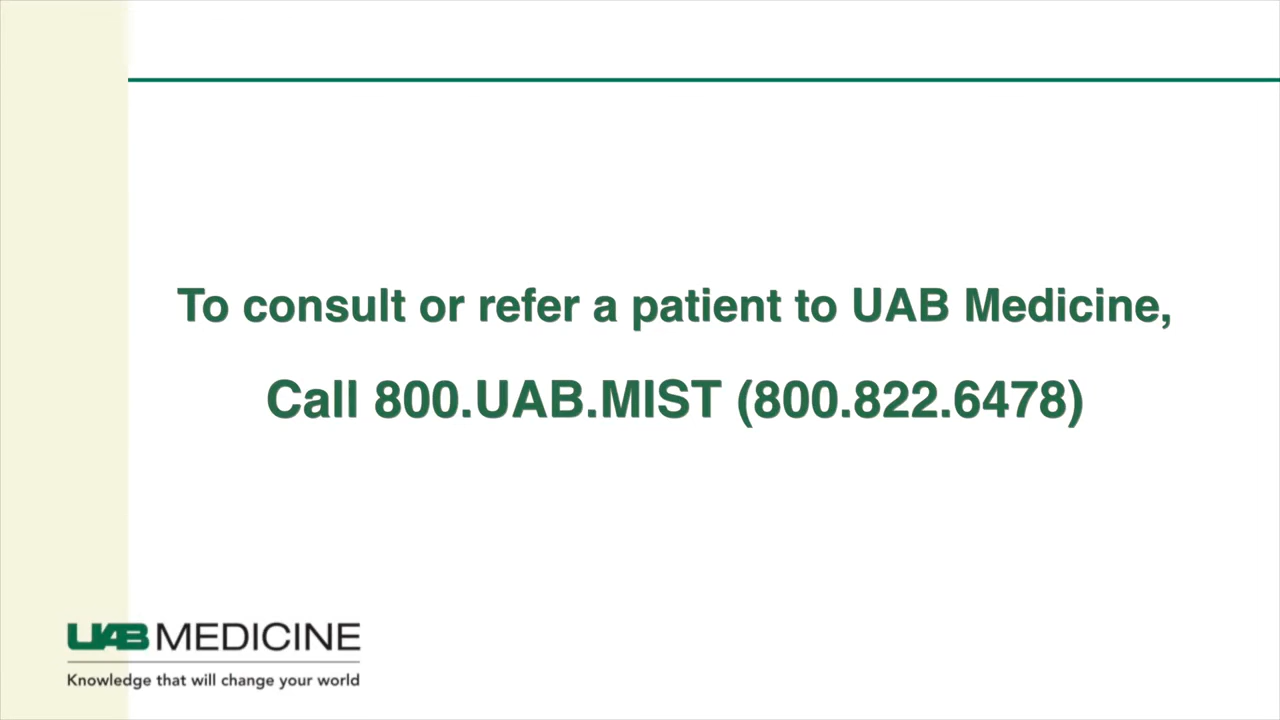 To consult or refer a patient to UAB Medicine,
Call 800.UAB.MIST (800.822.6478)
UAB MEDICINE
Knowledge that will change your world